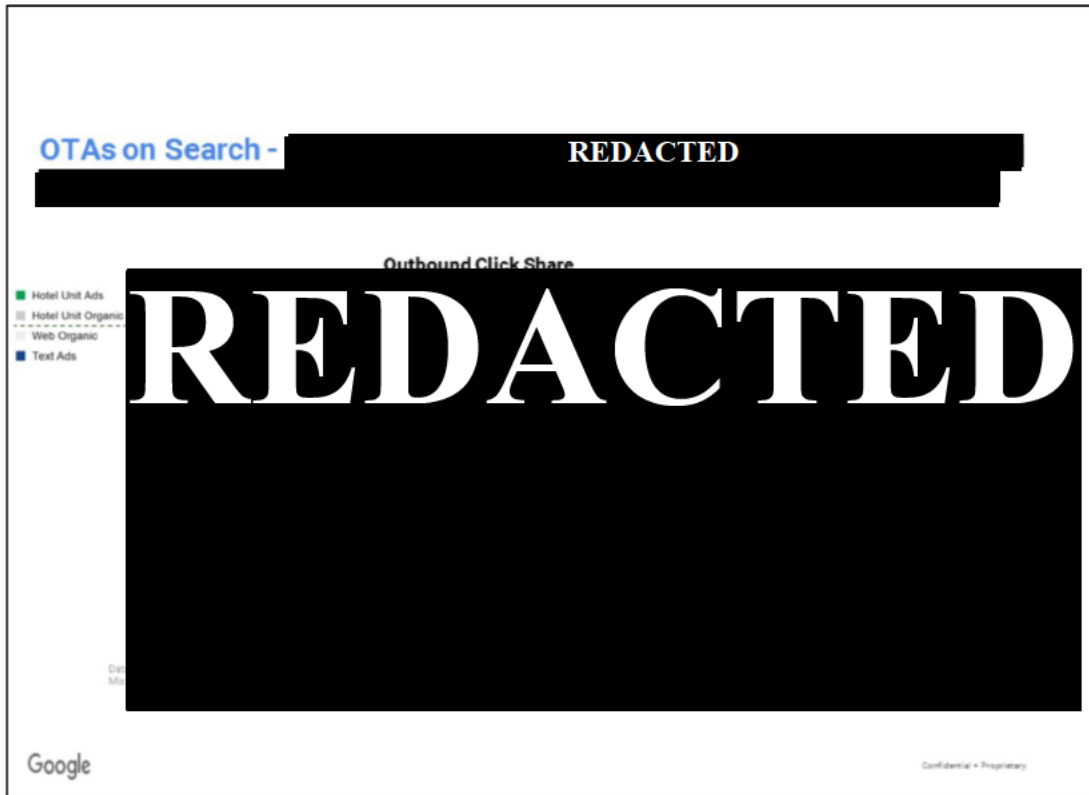 OTAs on Search - REDACTED
Outbound Click Share
Hotel Unit Ads
Hotel Unit Organic
Web Organic
Text Ads
REDACTED
Google
Confidential + Proprietary